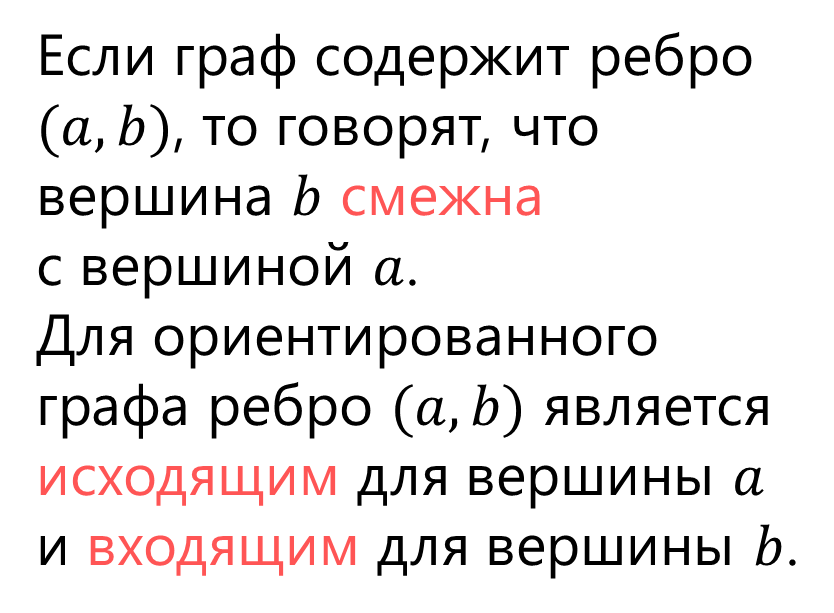 Если граф содержит ребро
(a, b), то говорят, что
вершина b смежна
с вершиной a.
Для ориентированного
графа ребро (a, b) является
исходящим для вершины a
и входящим для вершины b.